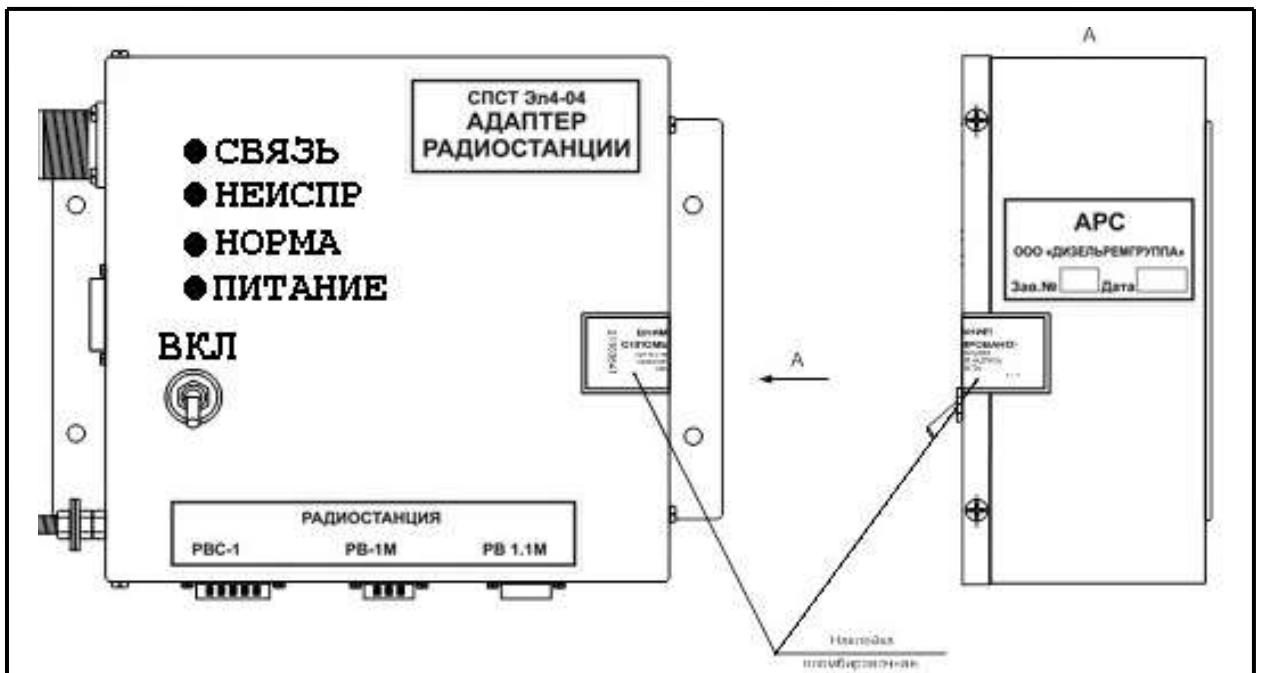 А
СПСТ Эл4-04
АДАПТЕР
РАДИОСТАНЦИИ
СВЯЗЬ
НЕИСПР
НОРМА
ПИТАНИЕ
ВКЛ
АРС
ООО «ДИЗЕЛЬРЕМГРУППА»
Зав.№ Дата
А
РАДИОСТАНЦИЯ
РВС-1 РВ-1М РВ 1.1М
Наклейка
пломбировочная